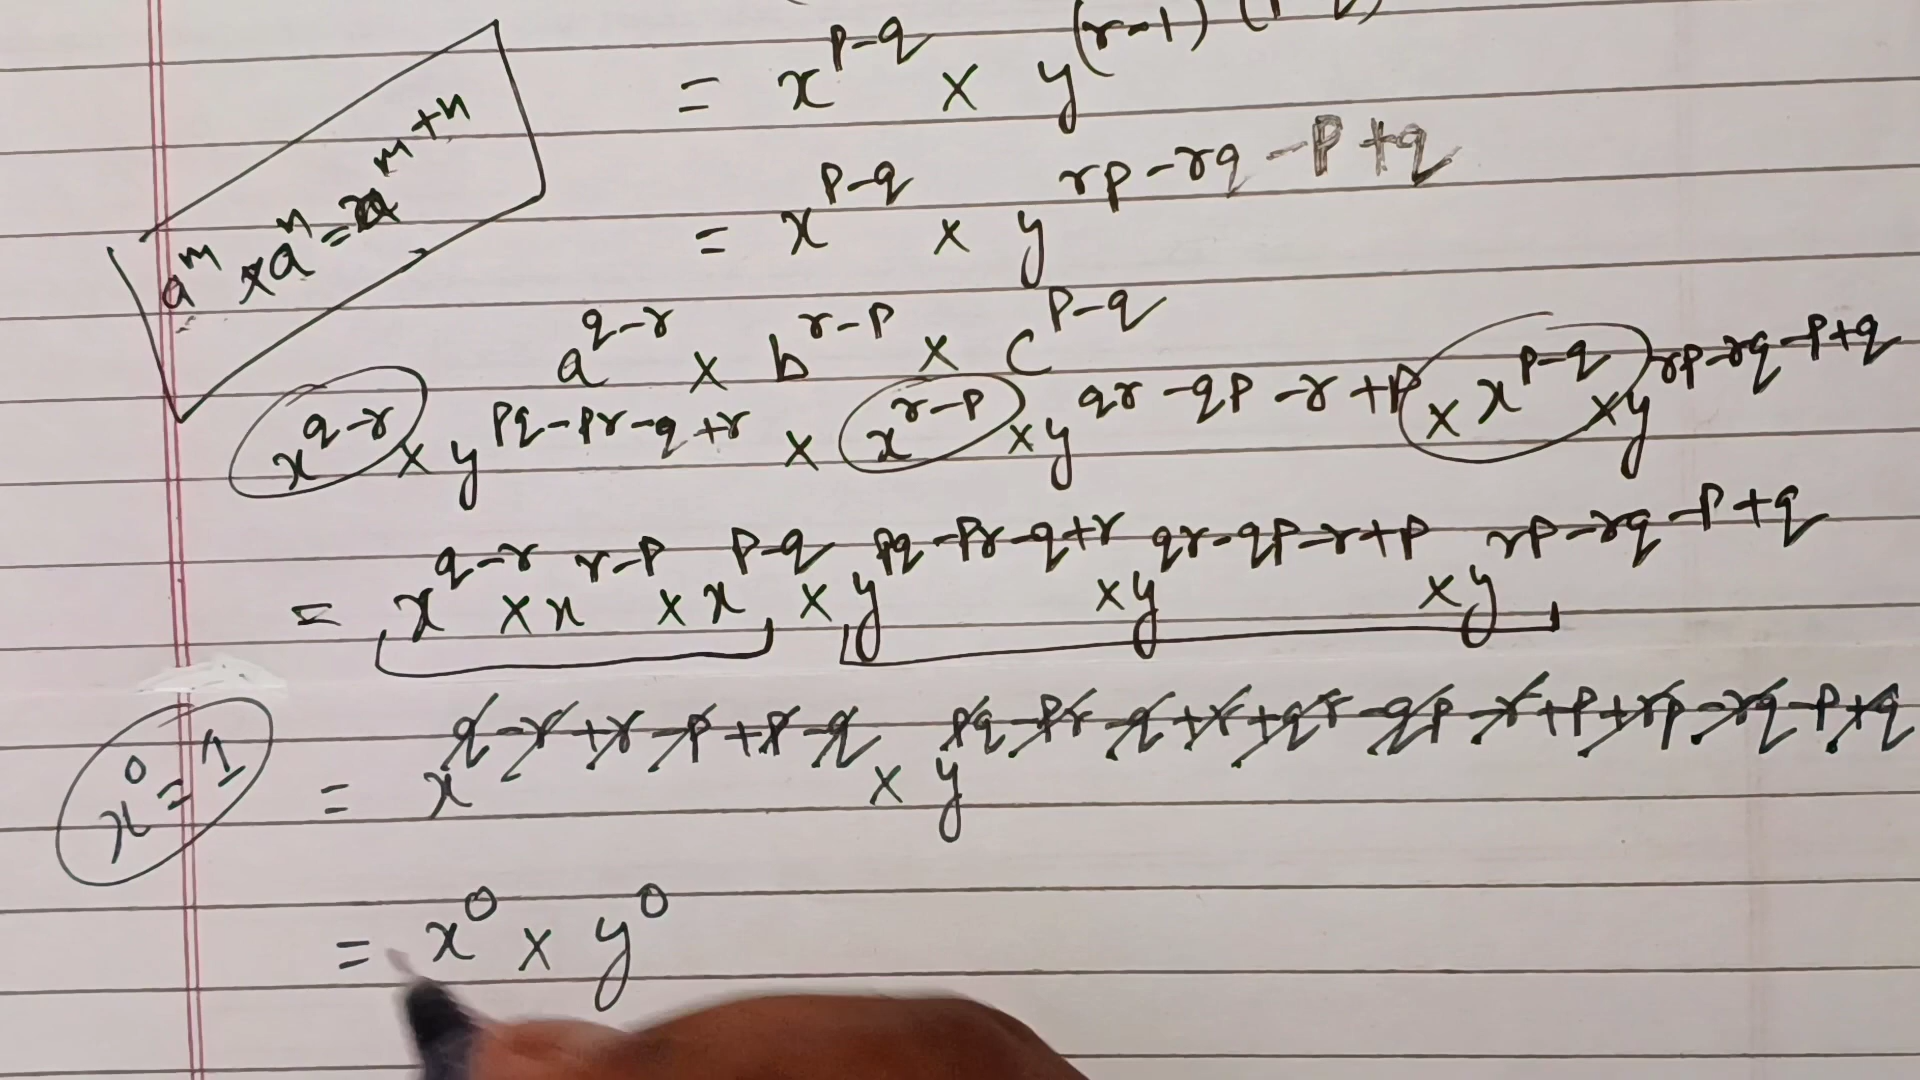 = x^{p-q} × y^{(r-1)
= x^{p-q} × y^{rp-rq-p+q}
a^m × a^n = a^{m+n}
a^{q-r} × b^{r-p} × c^{p-q}
x^{q-r} × y^{pq-pr-q+r} × x^{r-p} × y^{qr-qp-r+p} × x^{p-q} × y^{rp-rq-p+q}
= x^{q-r} × x^{r-p} × x^{p-q} × y^{pq-pr-q+r} × y^{qr-qp-r+p} × y^{rp-rq-p+q}
x^0 = 1
= x^{q-r+r-p+p-q} × y^{pq-pr-q+r+qr-qp-r+p+rp-rq-p+q}
= x^0 × y^0